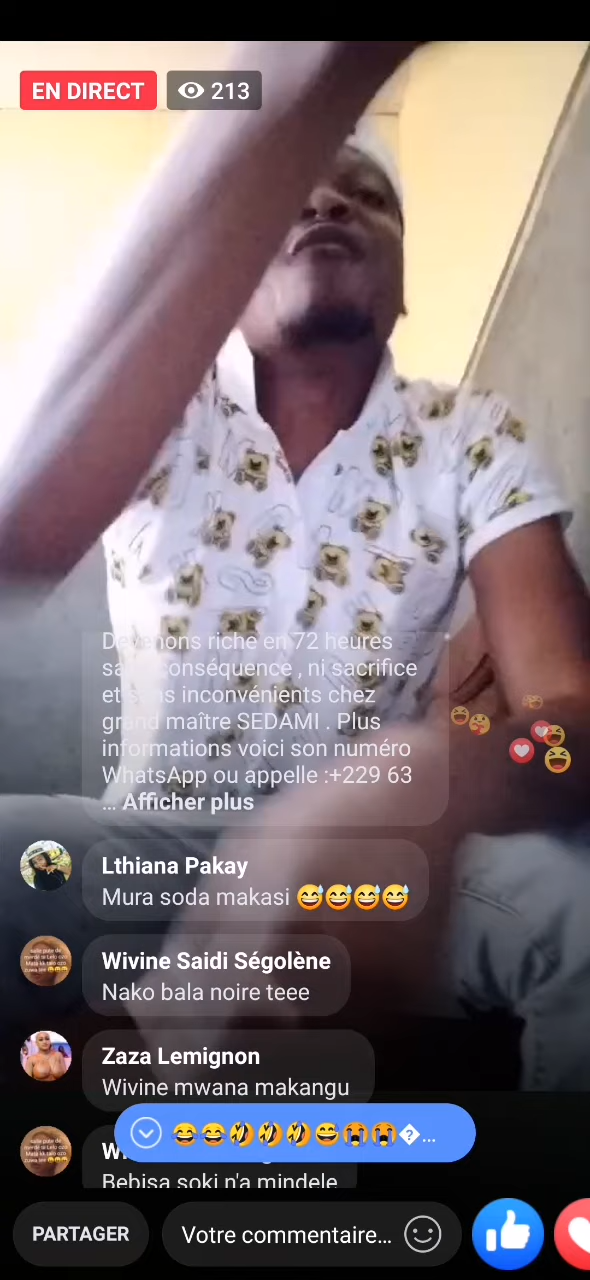 EN DIRECT
213
Devenons riche en 72 heures
sans conséquence , ni sacrifice
et sans inconvénients chez
grand maître SEDAMI . Plus
informations voici son numéro
WhatsApp ou appelle :+229 63
... Afficher plus
Lthiana Pakay
Mura soda makasi 😅😅😅😅
Wivine Saidi Ségolène
Nako bala noire teee
Zaza Lemignon
Wivine mwana makangu
😂😂🤣🤣🤣😅😭😭�...
Bebisa soki n'a mindele
PARTAGER
Votre commentaire...